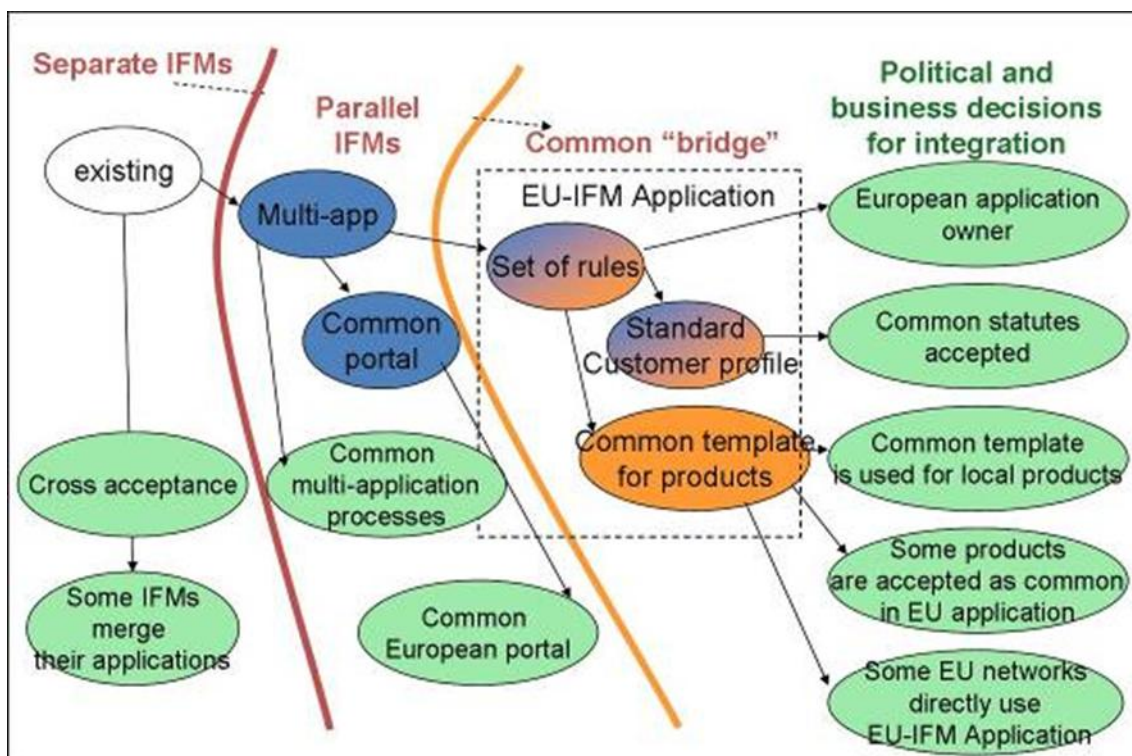 Separate IFMs
Parallel
IFMs
Common “bridge”
Political and
business decisions
for integration
existing
Multi-app
Common
portal
Cross acceptance
Some IFMs
merge
their applications
Common
multi-application
processes
Common
European portal
EU-IFM Application
Set of rules
Standard
Customer profile
Common template
for products
European application
owner
Common statutes
accepted
Common template
is used for local products
Some products
are accepted as common
in EU application
Some EU networks
directly use
EU-IFM Application